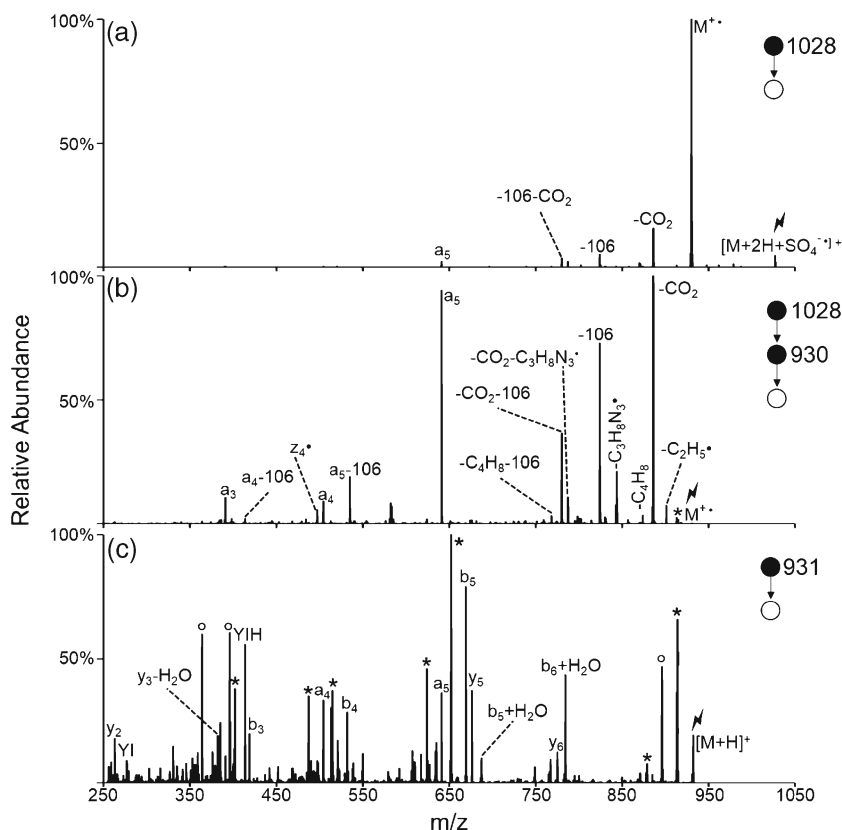 Relative Abundance
(a)
100%
50%
M+•
1028
-106-CO2
-106
-CO2
a5
[M+2H+SO4-•]+
(b)
100%
50%
a5
-CO2
1028
930
-106
-CO2-C3H8N3•
-CO2-106
-C4H8-106
z4•
a5-106
a4-106
a3
a4
-C3H8N3•
-C4H8
-C2H5•
* M+•
(c)
100%
50%
*
931
b5
*
° ° YIH
y3-H2O
*
* a4 *
b4
*
a5
y5
b6+H2O
°
b5+H2O
y2
YI
b3
y6
*
[M+H]+
250 350 450 550 650 750 850 950 1050
m/z